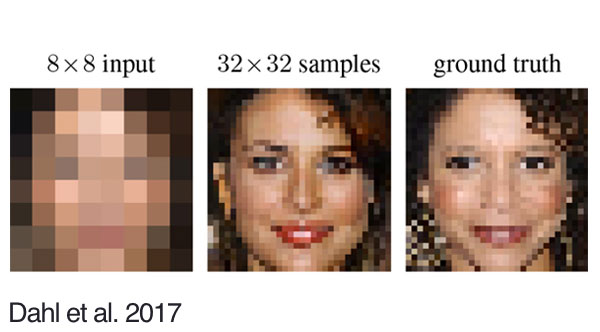 8×8 input
32×32 samples
ground truth
Dahl et al. 2017